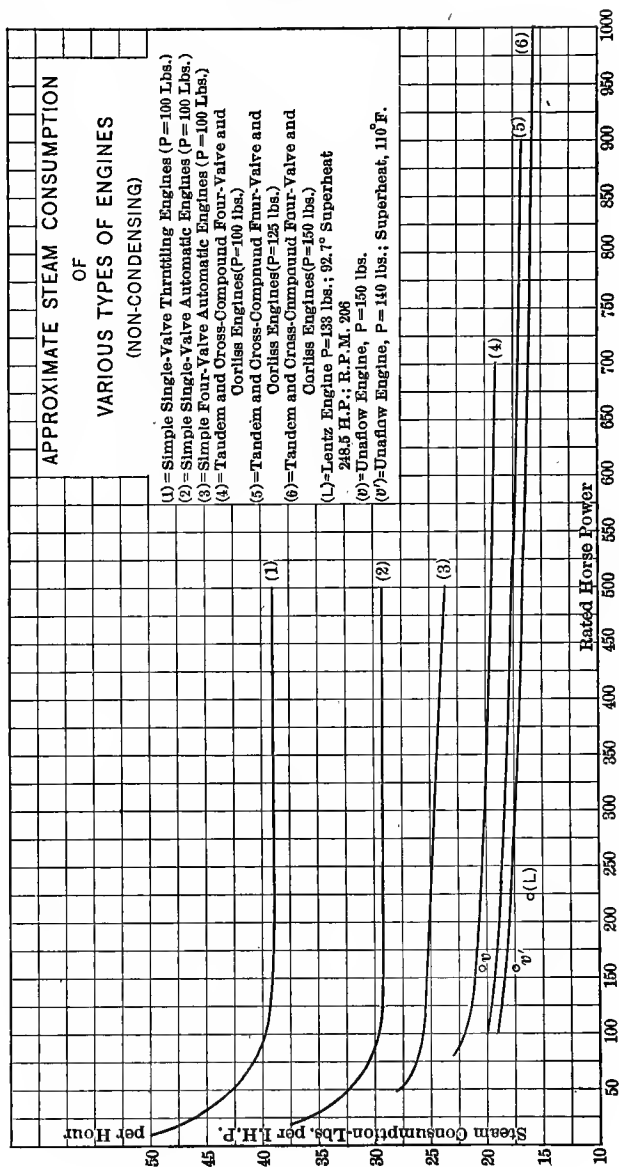 APPROXIMATE STEAM CONSUMPTION
OF
VARIOUS TYPES OF ENGINES
(NON-CONDENSING)
(1)=Simple Single-Valve Throttling Engines (P=100 Lbs.)
(2)=Simple Single-Valve Automatic Engines (P=100 Lbs.)
(3)=Simple Four-Valve Automatic Engines (P=100 Lbs.)
(4)=Taudem and Cross-Compound Four-Valve and
Corliss Engines(P=100 lbs.)
(5)=Tandem and Cross-Compound Four-Valve and
Corliss Engines(P=125 lbs.)
(6)=Tandem and Cross-Compound Four-Valve and
Corliss Engines(P=150 lbs.)
(L)=Lentz Engine P=133 lbs.; 92.7° Superheat
248.5 H.P.; R.P.M. 206
(v)=Unaflow Engine, P=150 lbs.
(v')=Unaflow Engine, P=140 lbs.; Superheat, 110°F.
(1)
(2)
(3)
(4)
(5)
(6)
v
v'
(L)
Steam Consumption-Lbs. per I.H.P.
per Hour
50
45
40
35
30
25
20
15
10
50
100
150
200
250
300
350
400
450
500
550
600
650
700
750
800
850
900
950
1000
Rated Horse Power